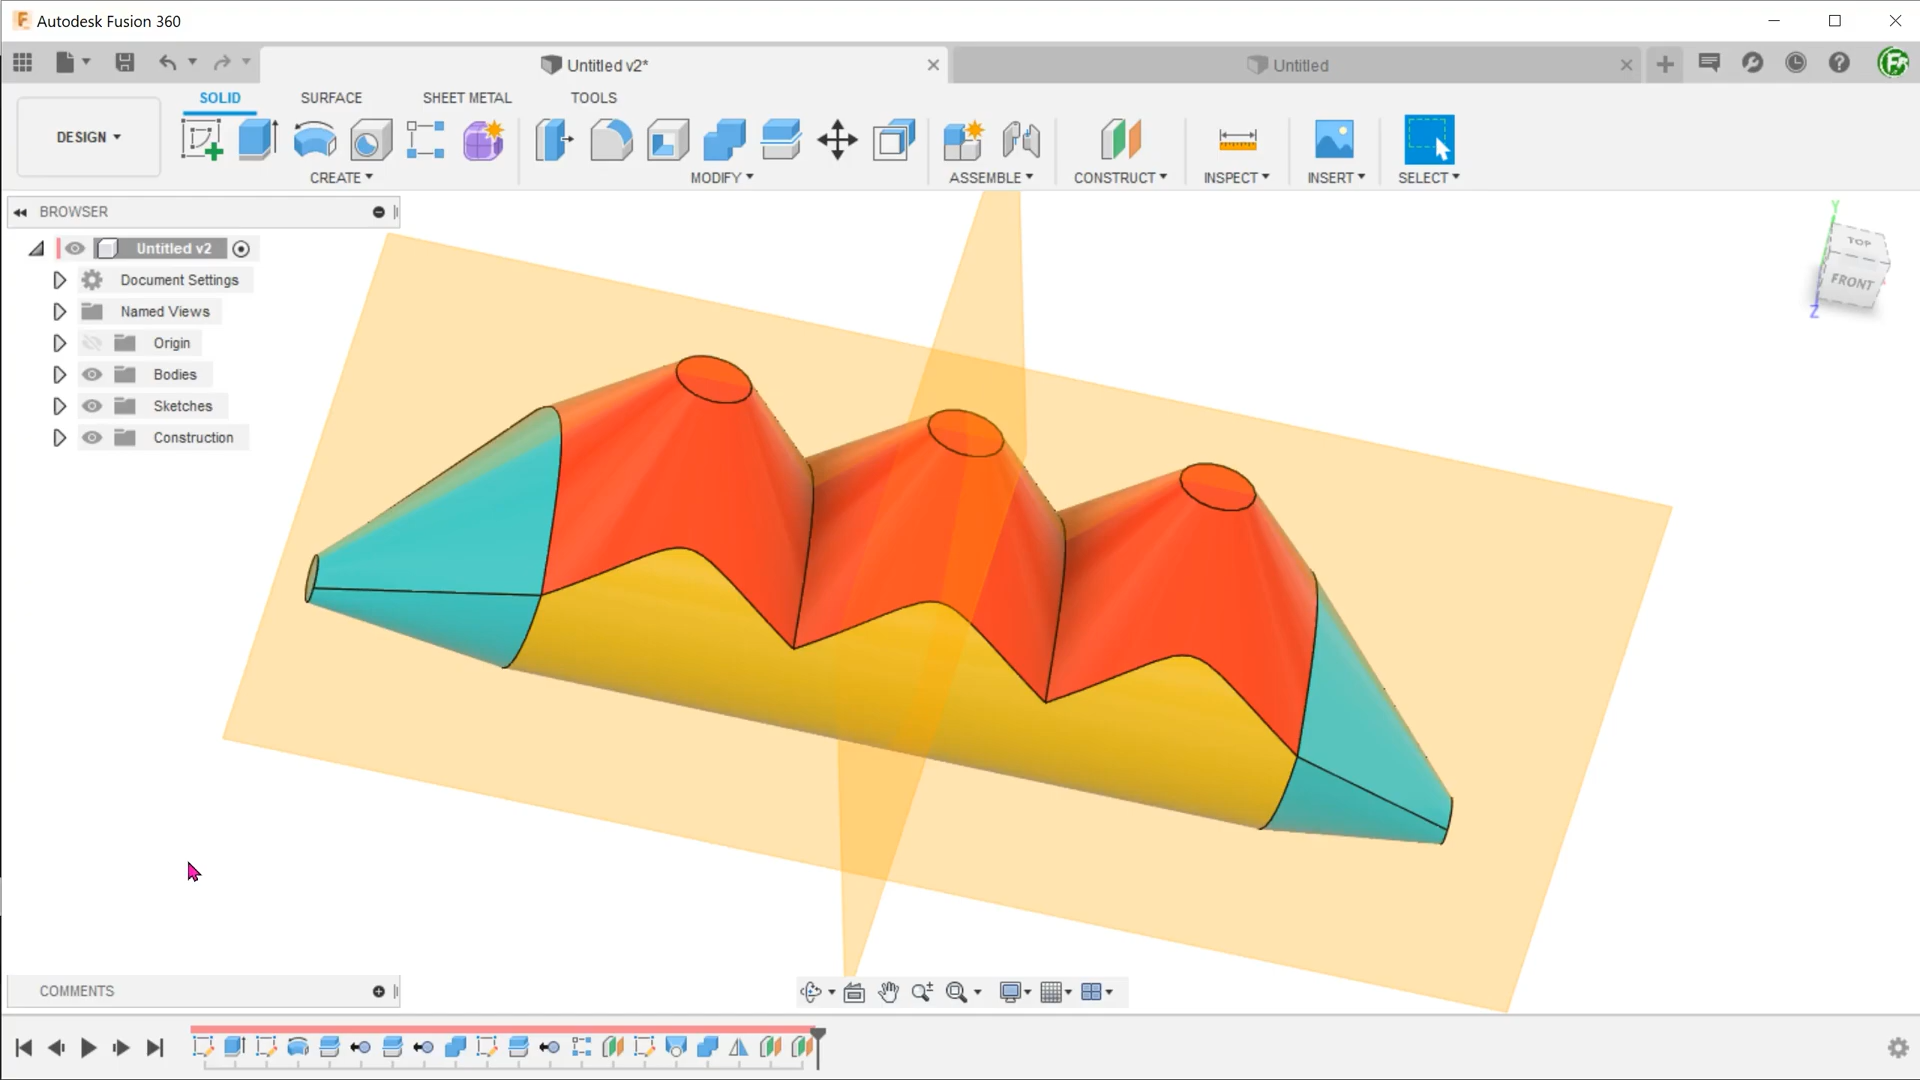 Autodesk Fusion 360
Untitled v2*
Untitled
SOLID SURFACE SHEET METAL TOOLS
DESIGN
CREATE MODIFY ASSEMBLE CONSTRUCT INSPECT INSERT SELECT
BROWSER
Untitled v2
Document Settings
Named Views
Origin
Bodies
Sketches
Construction
Y
TOP
FRONT
Z
COMMENTS